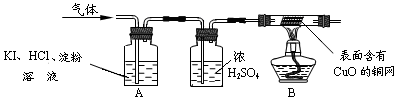 气体
KI、HCl、淀粉
溶 液
浓
H₂SO₄
表面含有
CuO的铜网
A
B